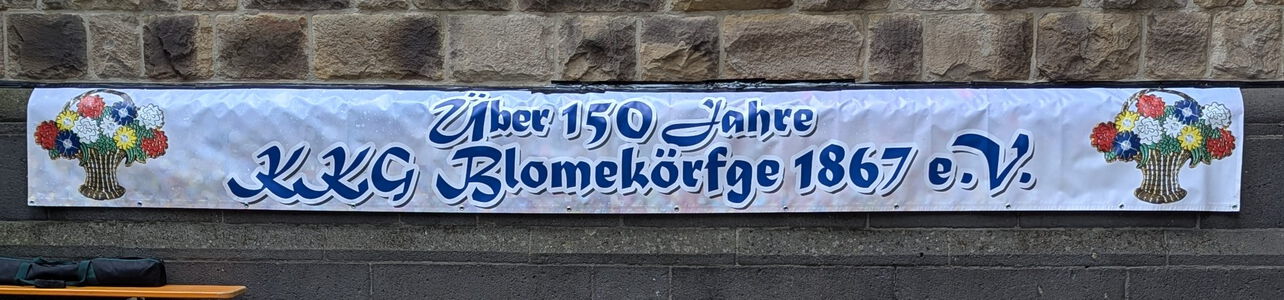 Über 150 Jahre
KKG Blomekörfge 1867 e.V.